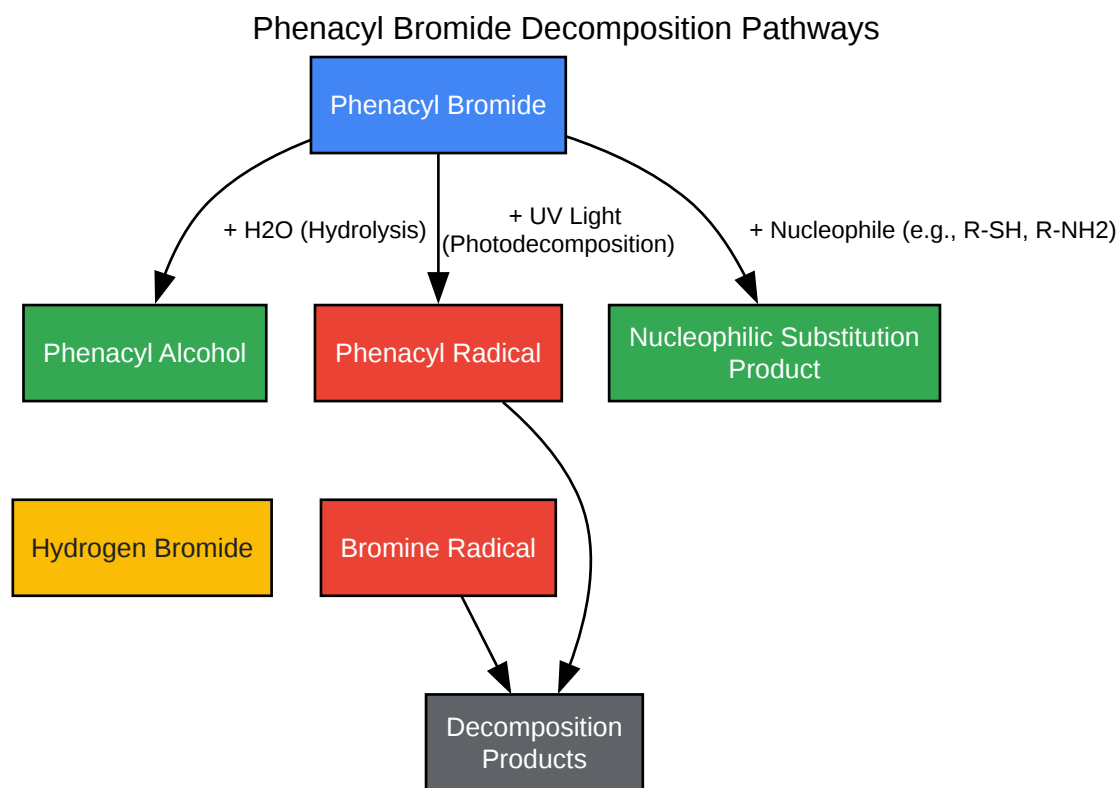 Phenacyl Bromide Decomposition Pathways
Phenacyl Bromide
+ H2O (Hydrolysis)
+ UV Light
(Photodecomposition)
+ Nucleophile (e.g., R-SH, R-NH2)
Phenacyl Alcohol
Phenacyl Radical
Nucleophilic Substitution
Product
Hydrogen Bromide
Bromine Radical
Decomposition
Products